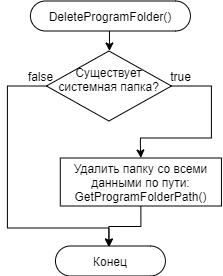 DeleteProgramFolder()
Существует
системная папка?
false
true
Удалить папку со всеми
данными по пути:
GetProgramFolderPath()
Конец